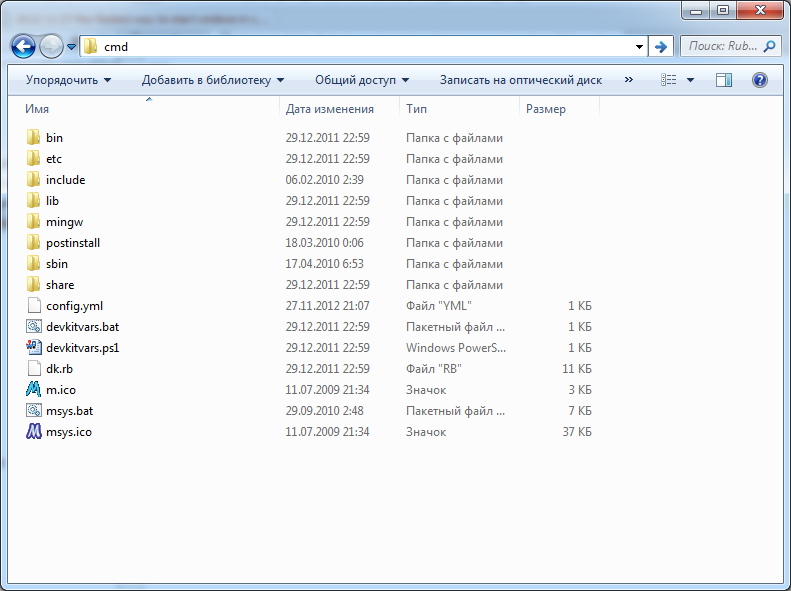 cmd
Поиск: Rub...
Упорядочить Добавить в библиотеку Общий доступ Записать на оптический диск »
Имя Дата изменения Тип Размер
bin 29.12.2011 22:59 Папка с файлами
etc 29.12.2011 22:59 Папка с файлами
include 06.02.2010 2:39 Папка с файлами
lib 29.12.2011 22:59 Папка с файлами
mingw 29.12.2011 22:59 Папка с файлами
postinstall 18.03.2010 0:06 Папка с файлами
sbin 17.04.2010 6:53 Папка с файлами
share 29.12.2011 22:59 Папка с файлами
config.yml 27.11.2012 21:07 Файл "YML" 1 КБ
devkitvars.bat 29.12.2011 22:59 Пакетный файл ... 1 КБ
devkitvars.ps1 29.12.2011 22:59 Windows PowerS... 1 КБ
dk.rb 29.12.2011 22:59 Файл "RB" 11 КБ
m.ico 11.07.2009 21:34 Значок 3 КБ
msys.bat 29.09.2010 2:48 Пакетный файл ... 7 КБ
msys.ico 11.07.2009 21:34 Значок 37 КБ